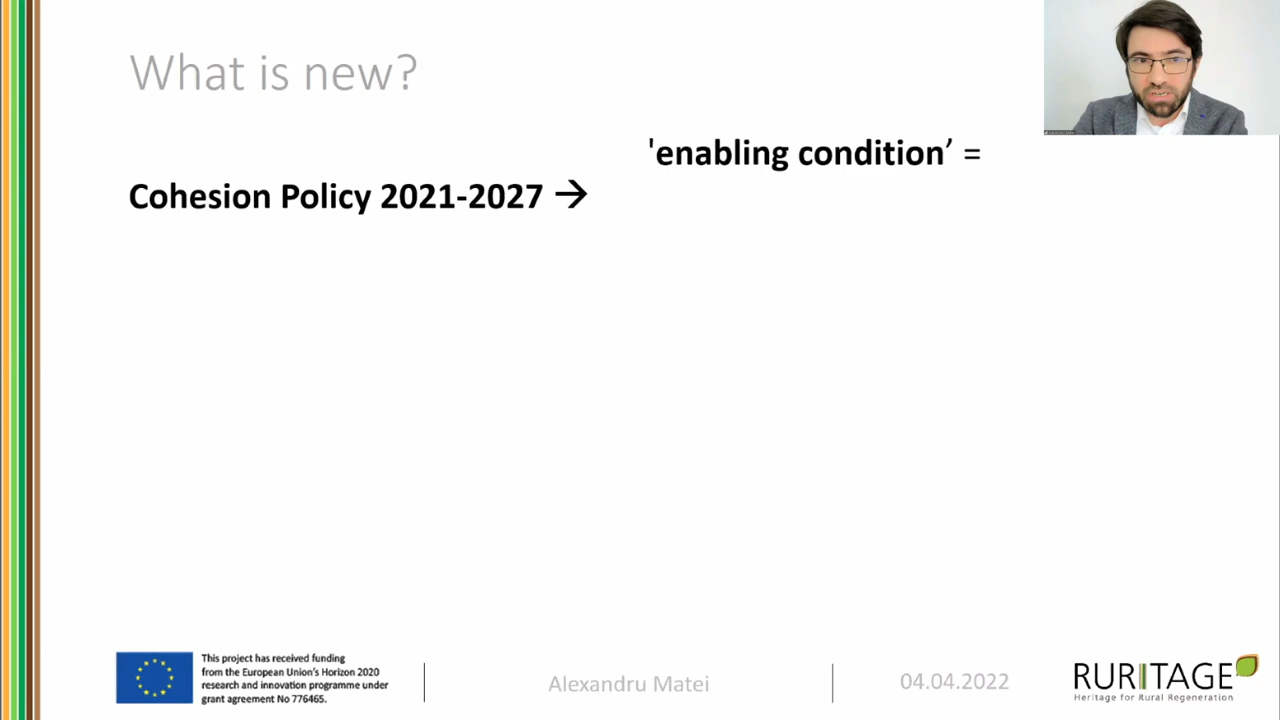 What is new?
'enabling condition’ =
Cohesion Policy 2021-2027 →
This project has received funding
from the European Union's Horizon 2020
research and innovation programme under
grant agreement No 776465.
Alexandru Matei
04.04.2022
RURITAGE
Heritage for Rural Regeneration